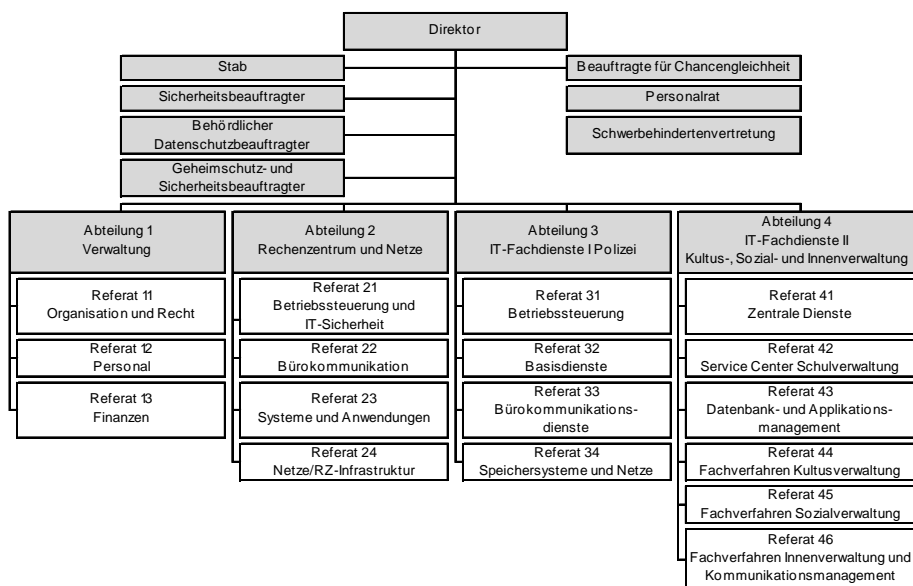 Direktor
Stab
Beauftragte für Chancengleichheit
Sicherheitsbeauftragter
Personalrat
Behördlicher
Datenschutzbeauftragter
Schwerbehindertenvertretung
Geheimschutz- und
Sicherheitsbeauftragter
Abteilung 1
Verwaltung
Abteilung 2
Rechenzentrum und Netze
Abteilung 3
IT-Fachdienste I Polizei
Abteilung 4
IT-Fachdienste II
Kultus-, Sozial- und Innenverwaltung
Referat 11
Organisation und Recht
Referat 12
Personal
Referat 13
Finanzen
Referat 21
Betriebssteuerung und
IT-Sicherheit
Referat 22
Bürokommunikation
Referat 23
Systeme und Anwendungen
Referat 24
Netze/RZ-Infrastruktur
Referat 31
Betriebssteuerung
Referat 32
Basisdienste
Referat 33
Bürokommunikations-
dienste
Referat 34
Speichersysteme und Netze
Referat 41
Zentrale Dienste
Referat 42
Service Center Schulverwaltung
Referat 43
Datenbank- und Applikations-
management
Referat 44
Fachverfahren Kultusverwaltung
Referat 45
Fachverfahren Sozialverwaltung
Referat 46
Fachverfahren Innenverwaltung und
Kommunikationsmanagement